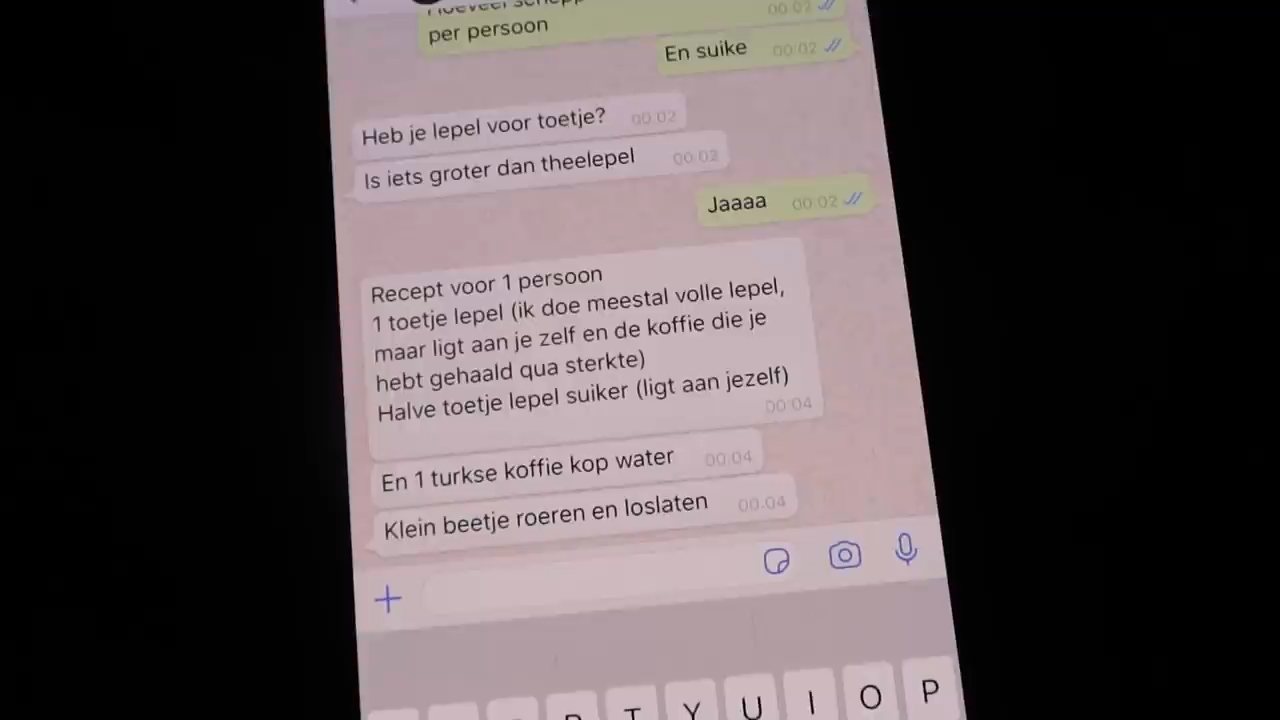 per persoon
00:02
En suike 00:02
Heb je lepel voor toetje? 00:02
Is iets groter dan theelepel 00:02
Jaaaa 00:02
Recept voor 1 persoon
1 toetje lepel (ik doe meestal volle lepel,
maar ligt aan je zelf en de koffie die je
hebt gehaald qua sterkte)
Halve toetje lepel suiker (ligt aan jezelf)
00:04
En 1 turkse koffie kop water 00:04
Klein beetje roeren en loslaten 00:04
T Y U I O P